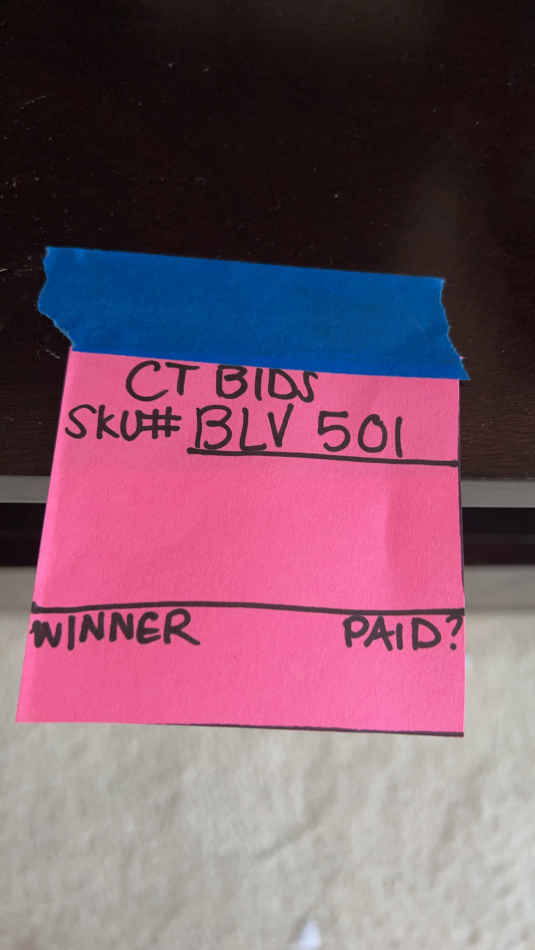 CT BIDS
SKU# BLV 501
WINNER PAID?